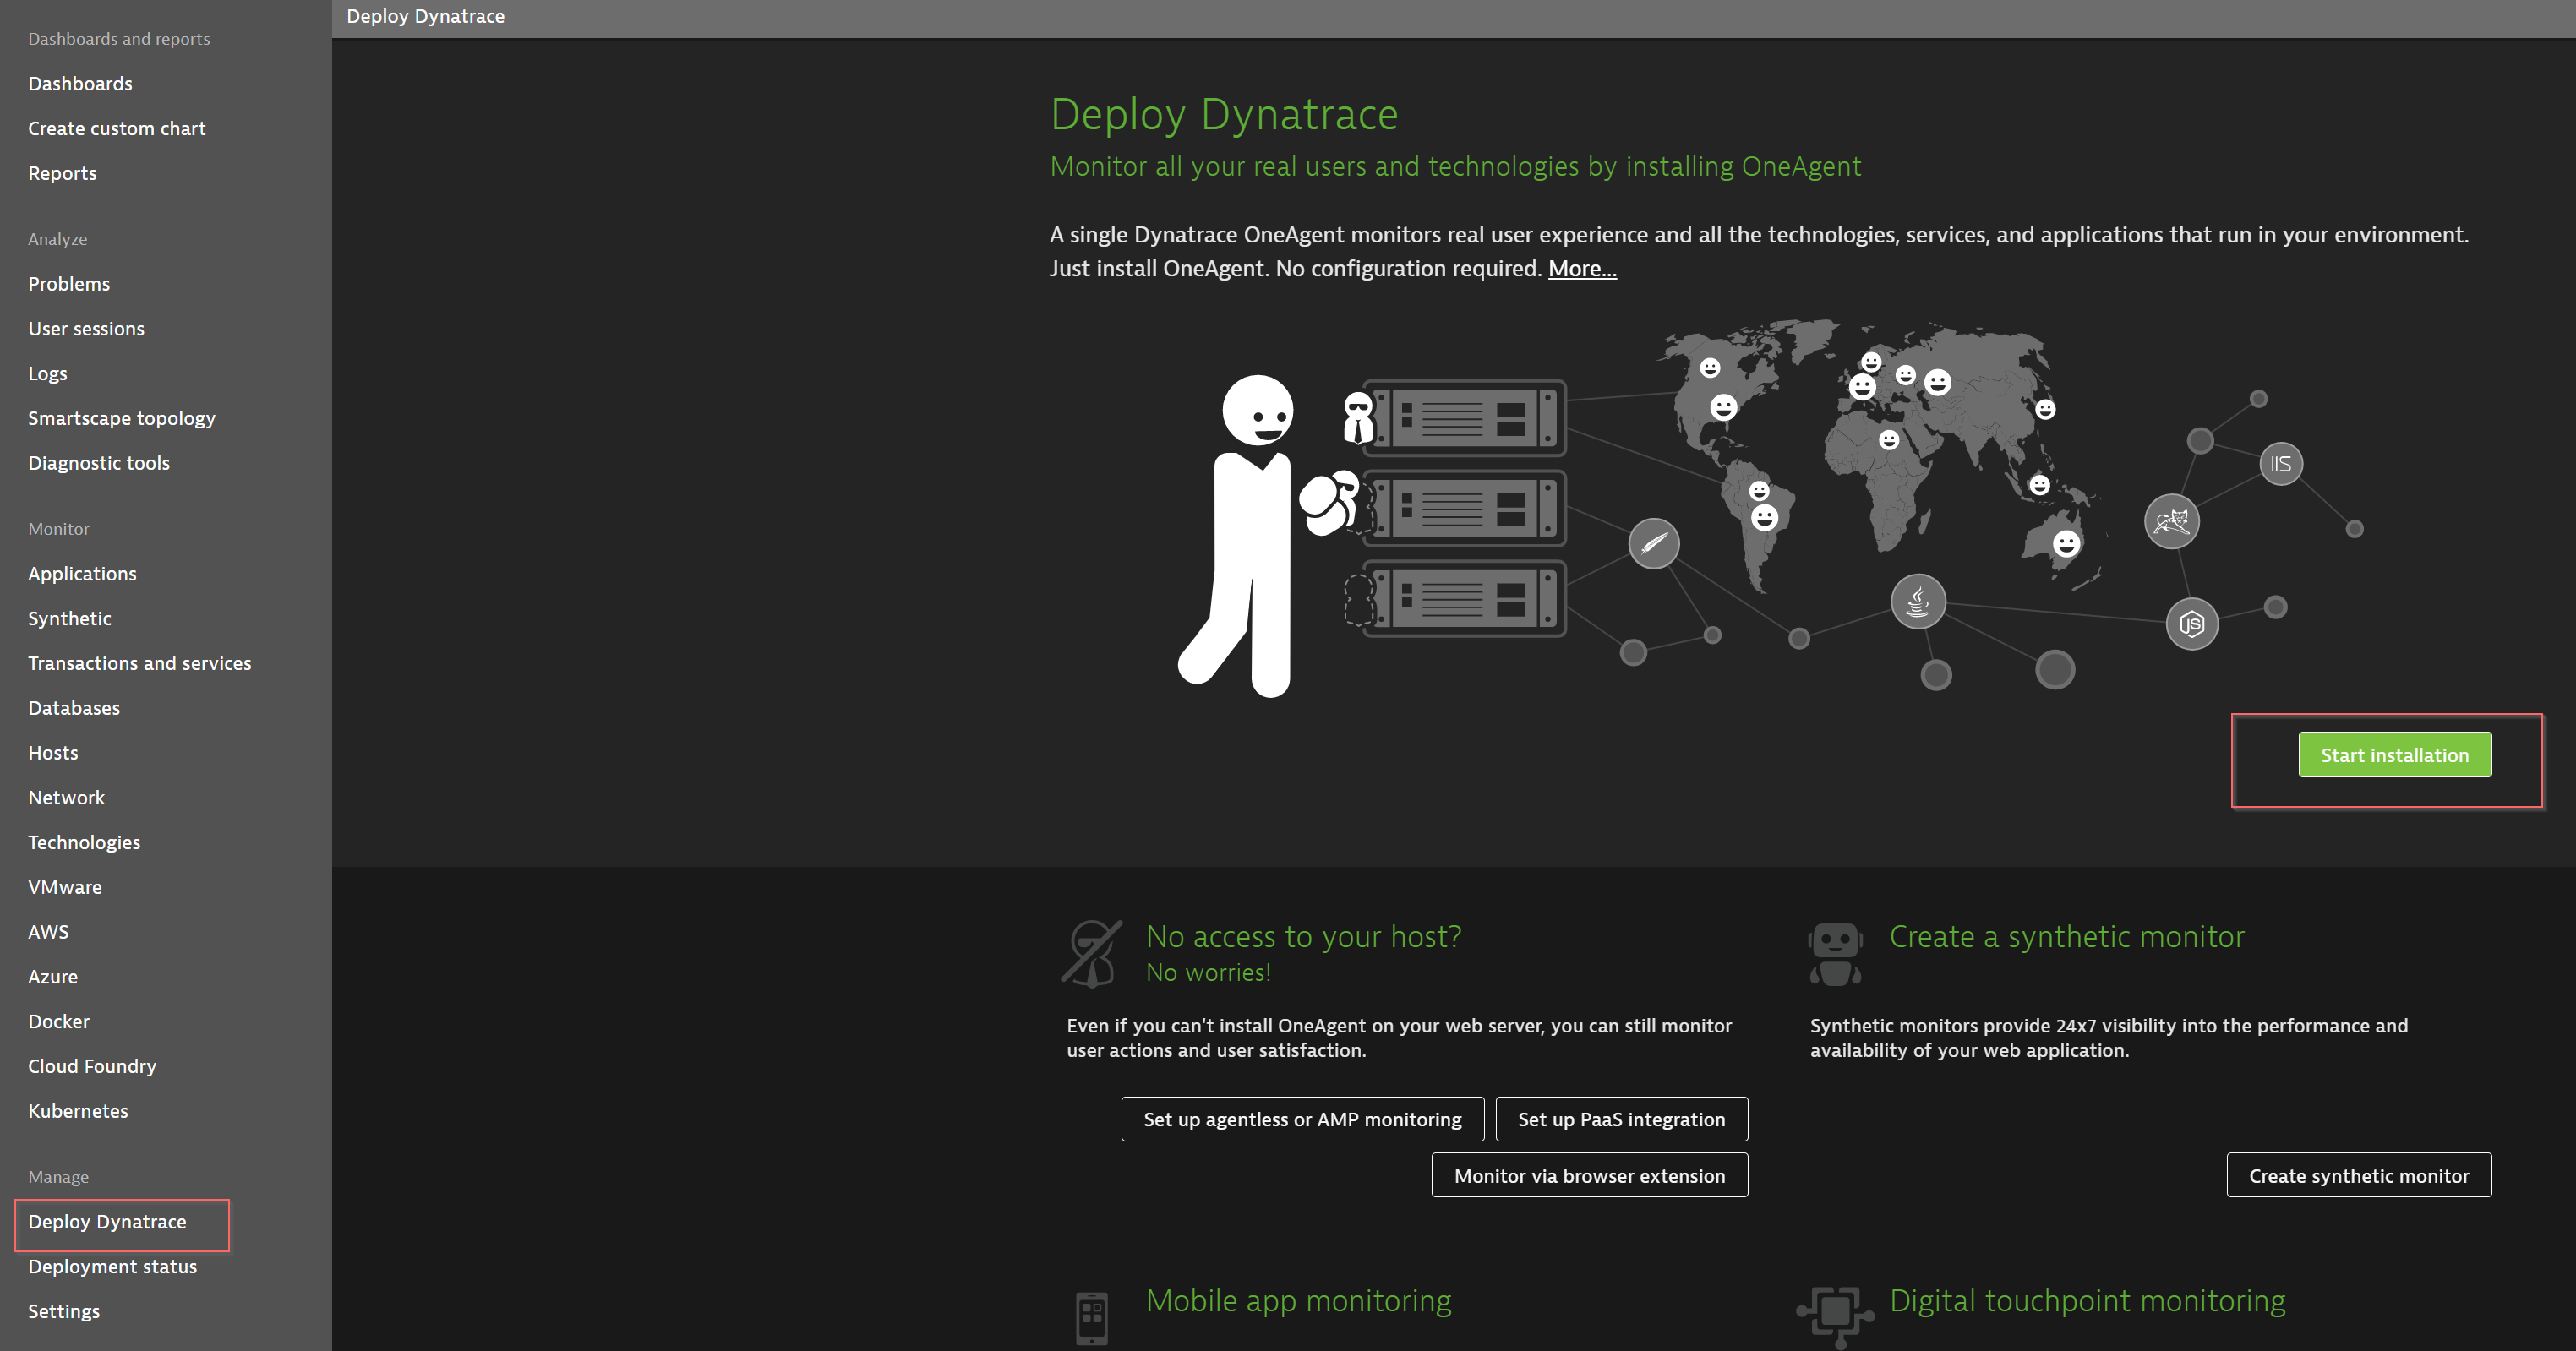 Dashboards and reports
Dashboards
Create custom chart
Reports
Analyze
Problems
User sessions
Logs
Smartscape topology
Diagnostic tools
Monitor
Applications
Synthetic
Transactions and services
Databases
Hosts
Network
Technologies
VMware
AWS
Azure
Docker
Cloud Foundry
Kubernetes
Manage
Deploy Dynatrace
Deployment status
Settings
Deploy Dynatrace
Deploy Dynatrace
Monitor all your real users and technologies by installing OneAgent
A single Dynatrace OneAgent monitors real user experience and all the technologies, services, and applications that run in your environment.
Just install OneAgent. No configuration required. More...
IIS
JS
Start installation
No access to your host?
No worries!
Even if you can't install OneAgent on your web server, you can still monitor
user actions and user satisfaction.
Set up agentless or AMP monitoring
Set up PaaS integration
Monitor via browser extension
Create a synthetic monitor
Synthetic monitors provide 24x7 visibility into the performance and
availability of your web application.
Create synthetic monitor
Mobile app monitoring
Digital touchpoint monitoring